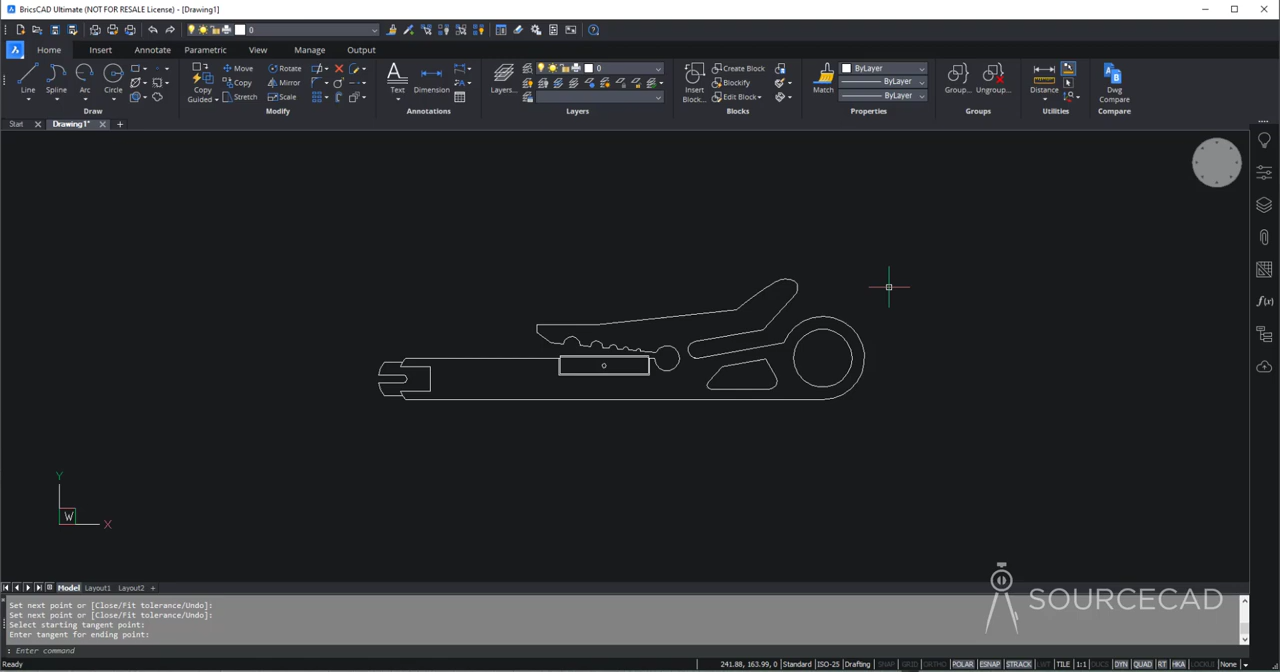 BricsCAD Ultimate (NOT FOR RESALE License) - [Drawing1]
0
Home Insert Annotate Parametric View Manage Output
Line Spline Arc Circle
Draw
Copy Guided
Move
Copy
Stretch
Rotate
Mirror
Scale
Modify
Text Dimension
Annotations
Layers...
0
Layers
Insert Block...
Create Block
Blockify
Edit Block
Blocks
Match
ByLayer
ByLayer
ByLayer
Properties
Group... Ungroup...
Groups
Distance
Utilities
Dwg Compare
Compare
Start Drawing1*
f(x)
Y
W
X
SOURCECAD
Model Layout1 Layout2
Set next point or [Close/Fit tolerance/Undo]:
Set next point or [Close/Fit tolerance/Undo]:
Select starting tangent point:
Enter tangent for ending point:
: Enter command
Ready
241.88, 163.99, 0 Standard ISO-25 Drafting SNAP GRID ORTHO POLAR ESNAP STRACK LWT TILE 1:1 DUCS DYN QUAD RT HKA LOCKUI None